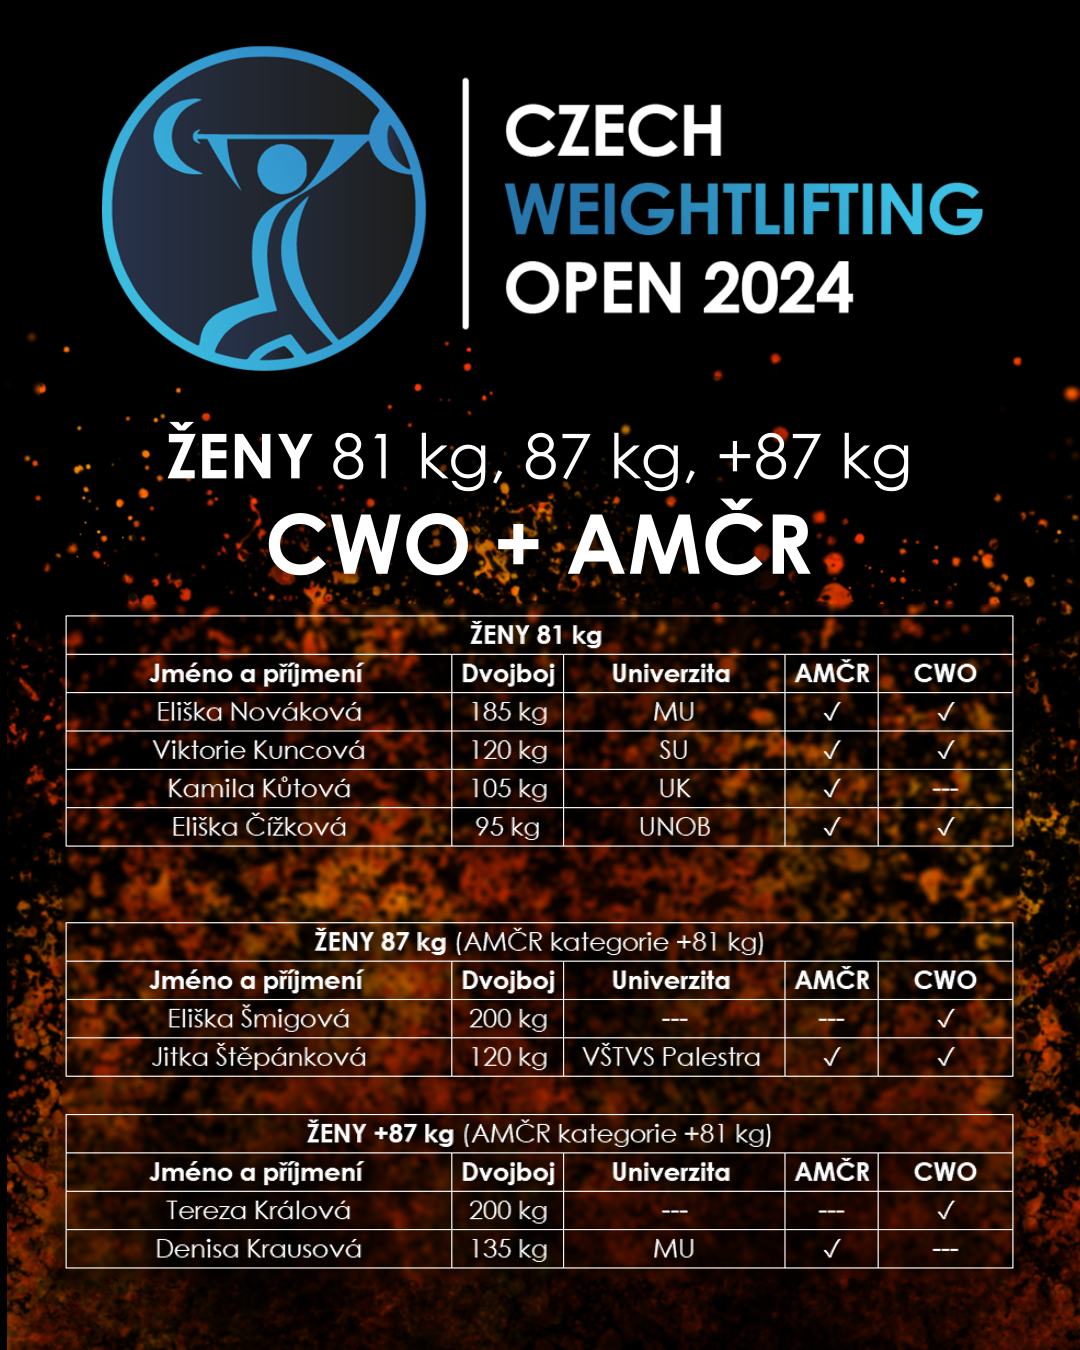 CZECH
WEIGHTLIFTING
OPEN 2024
ŽENY 81 kg, 87 kg, +87 kg
CWO + AMČR
ŽENY 81 kg
Jméno a příjmení Dvojboj Univerzita AMČR CWO
Eliška Nováková 185 kg MU ✓ ✓
Viktorie Kuncová 120 kg SU ✓ ✓
Kamila Kůtová 105 kg UK ✓ ---
Eliška Čížková 95 kg UNOB ✓ ✓
ŽENY 87 kg (AMČR kategorie +81 kg)
Jméno a příjmení Dvojboj Univerzita AMČR CWO
Eliška Šmigová 200 kg --- --- ✓
Jitka Štěpánková 120 kg VŠTVS Palestra ✓ ✓
ŽENY +87 kg (AMČR kategorie +81 kg)
Jméno a příjmení Dvojboj Univerzita AMČR CWO
Tereza Králová 200 kg --- --- ✓
Denisa Krausová 135 kg MU ✓ ---